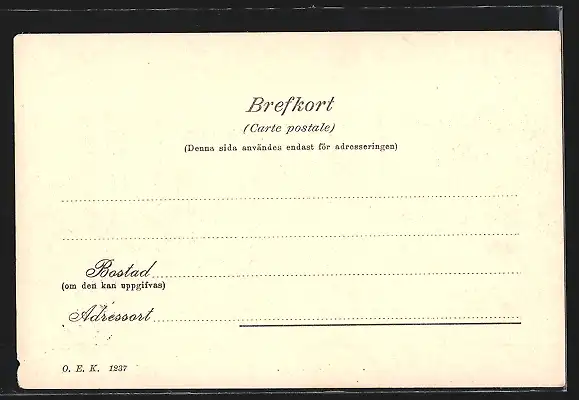 Brefkort
(Carte postale)
(Denna sida användes endast för adresseringen)
Bostad
(om den kan uppgifvas)
Adressort
O. E. K. 1237